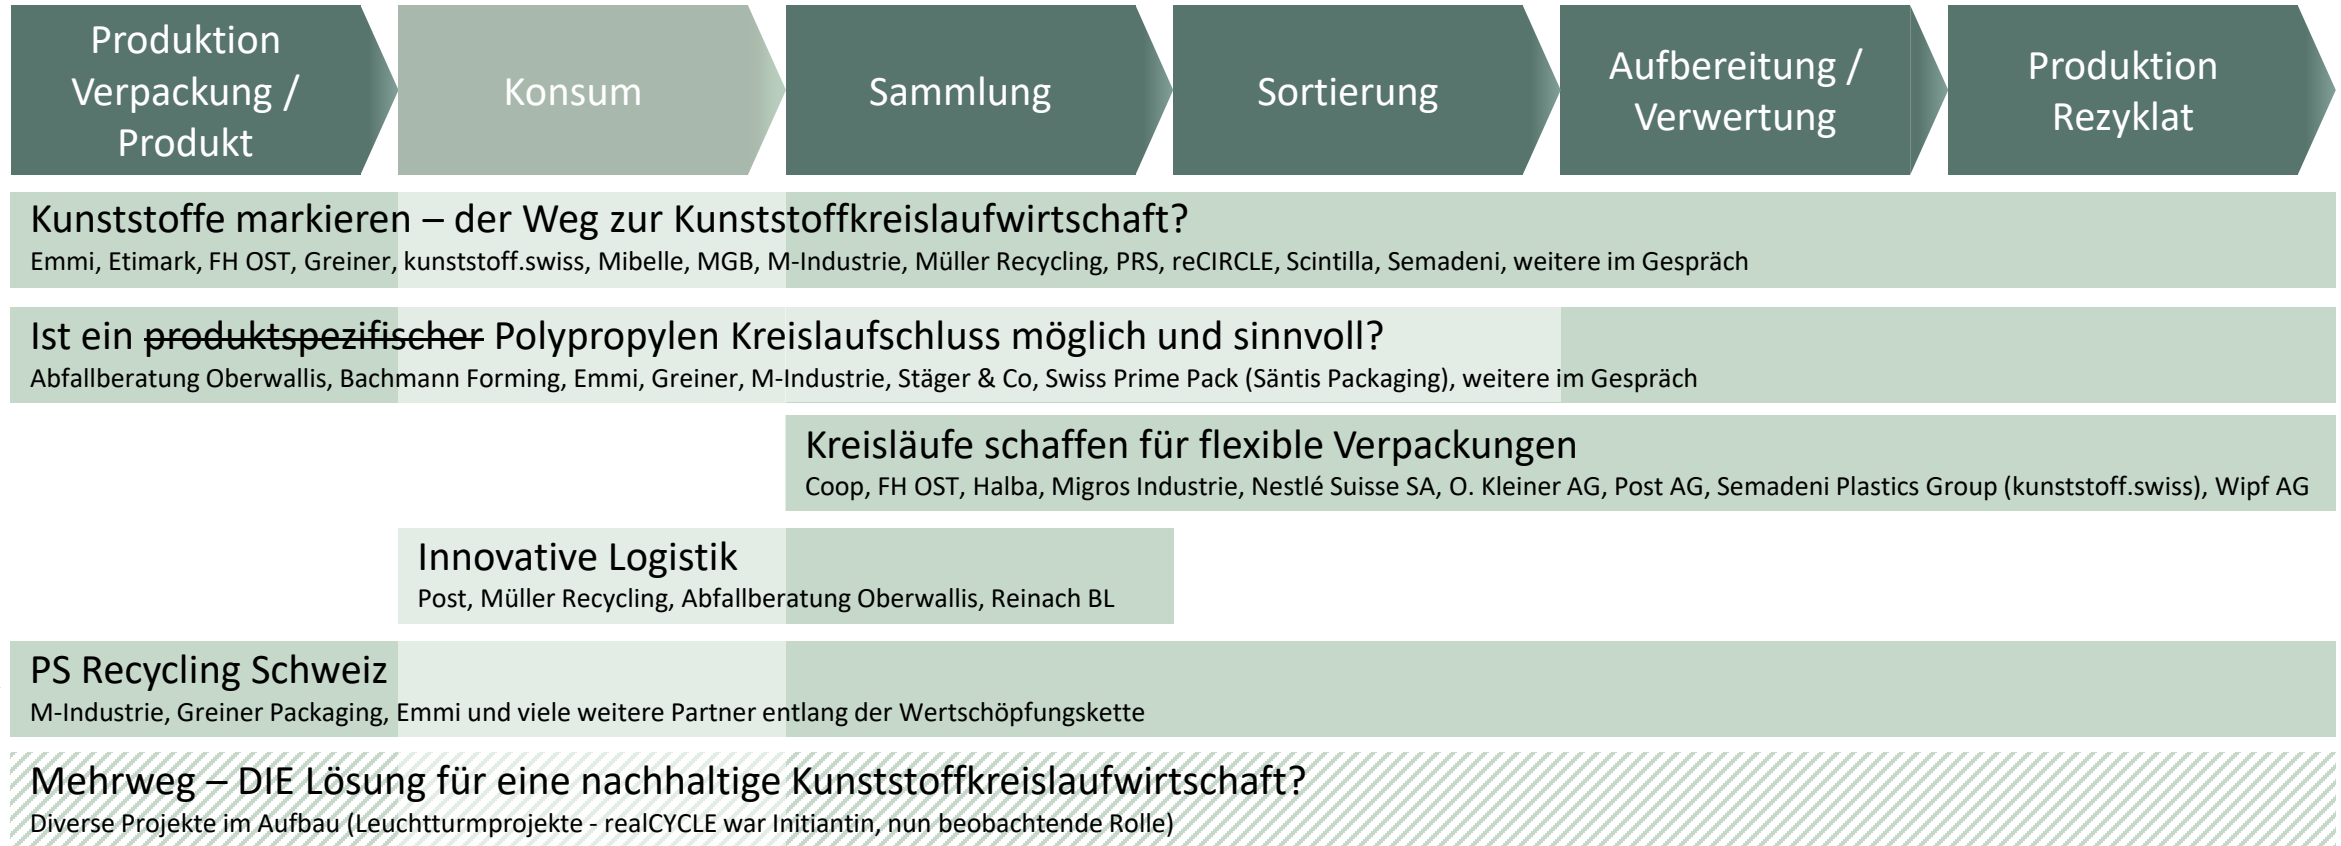 Produktion
Verpackung /
Produkt
Konsum
Sammlung
Sortierung
Aufbereitung /
Verwertung
Produktion
Rezyklat
Kunststoffe markieren – der Weg zur Kunststoffkreislaufwirtschaft?
Emmi, Etimark, FH OST, Greiner, kunststoff.swiss, Mibelle, MGB, M-Industrie, Müller Recycling, PRS, reCIRCLE, Scintilla, Semadeni, weitere im Gespräch
Ist ein produktspezifischer Polypropylen Kreislaufschluss möglich und sinnvoll?
Abfallberatung Oberwallis, Bachmann Forming, Emmi, Greiner, M-Industrie, Stäger & Co, Swiss Prime Pack (Säntis Packaging), weitere im Gespräch
Kreisläufe schaffen für flexible Verpackungen
Coop, FH OST, Halba, Migros Industrie, Nestlé Suisse SA, O. Kleiner AG, Post AG, Semadeni Plastics Group (kunststoff.swiss), Wipf AG
Innovative Logistik
Post, Müller Recycling, Abfallberatung Oberwallis, Reinach BL
PS Recycling Schweiz
M-Industrie, Greiner Packaging, Emmi und viele weitere Partner entlang der Wertschöpfungskette
Mehrweg – DIE Lösung für eine nachhaltige Kunststoffkreislaufwirtschaft?
Diverse Projekte im Aufbau (Leuchtturmprojekte - realCYCLE war Initiantin, nun beobachtende Rolle)